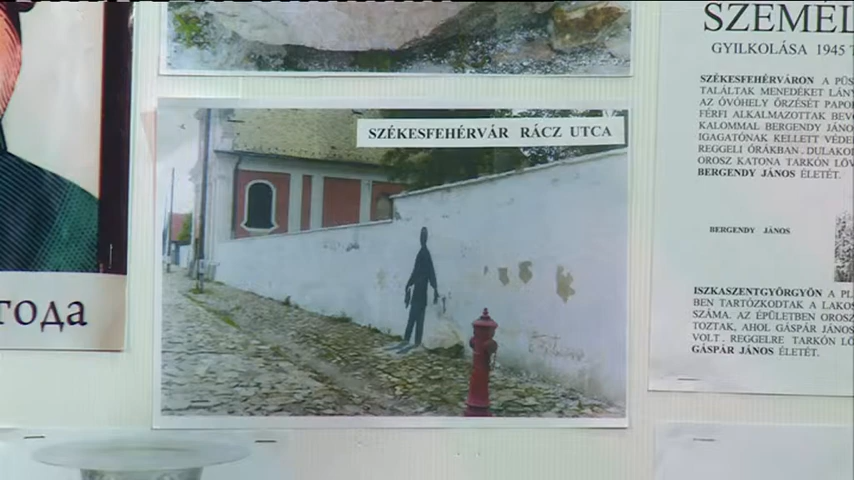 года
SZÉKESFEHÉRVÁR RÁCZ UTCA
SZEMÉL
GYILKOLÁSA 1945
SZÉKESFEHÉRVÁRON A PÜS
TALÁLTAK MENEDÉKET LÁNY
AZ ÓVÓHELY ŐRZÉSÉT PAPOK
FÉRFI ALKALMAZOTTAK BEVO
KALOMMAL BERGENDY JÁNOS
IGAGATÓNAK KELLETT VÉDE
REGGELI ÓRÁKBAN. DULAKOD
OROSZ KATONA TARKÓN LŐV
BERGENDY JÁNOS ÉLETÉT.
BERGENDY JÁNOS
ISZKASZENTGYÖRGYÖN A PL
BEN TARTÓZKODTAK A LAKOS
SZÁMA. AZ ÉPÜLETBEN OROSZ
TOZTAK, AHOL GÁSPÁR JÁNOS
VOLT. REGGELRE TARKÓN LŐ
GÁSPÁR JÁNOS ÉLETÉT.